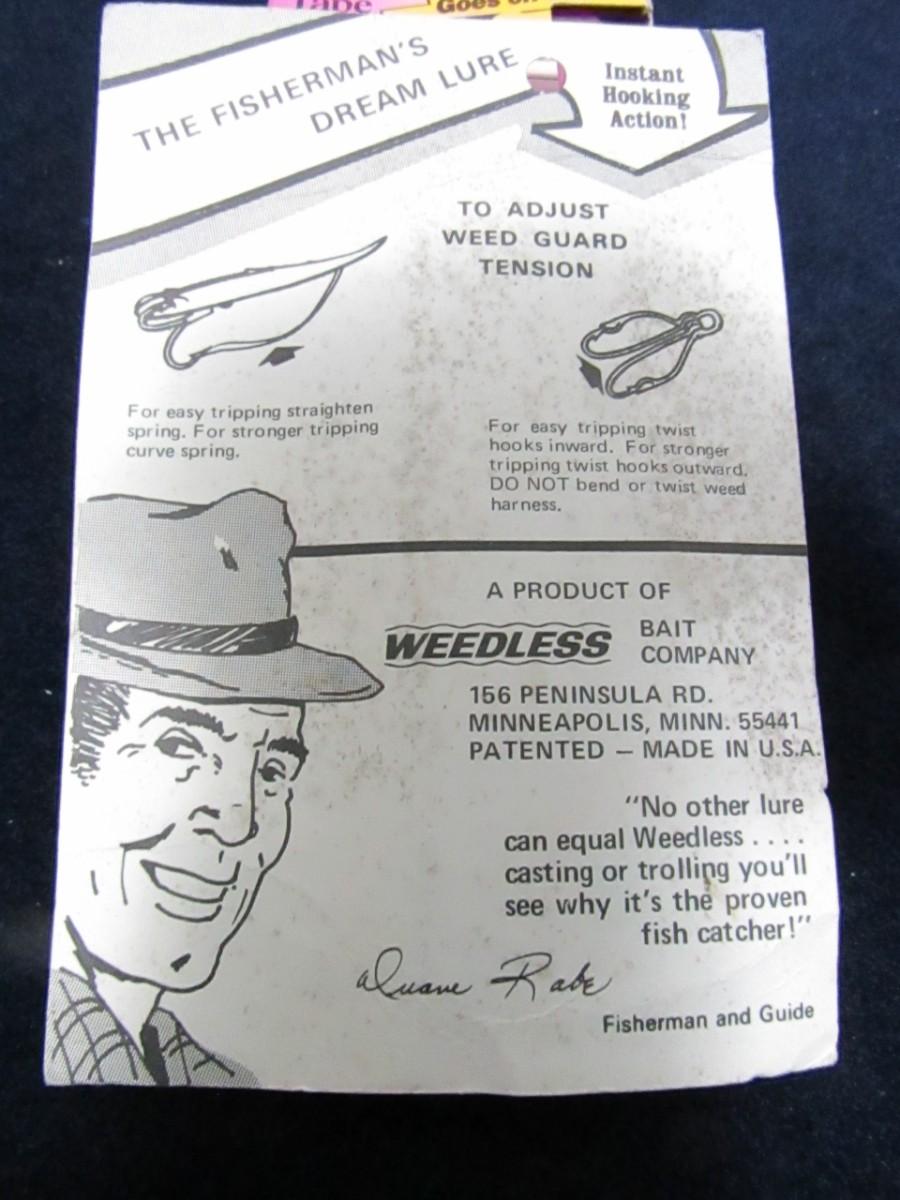 Tape
Goes on
THE FISHERMAN'S
DREAM LURE
Instant
Hooking
Action!
TO ADJUST
WEED GUARD
TENSION
For easy tripping straighten
spring. For stronger tripping
curve spring.
For easy tripping twist
hooks inward. For stronger
tripping twist hooks outward.
DO NOT bend or twist weed
harness.
A PRODUCT OF
WEEDLESS
BAIT
COMPANY
156 PENINSULA RD.
MINNEAPOLIS, MINN. 55441
PATENTED — MADE IN U.S.A.
"No other lure
can equal Weedless . . . .
casting or trolling you'll
see why it's the proven
fish catcher!"
Duane Rabe
Fisherman and Guide